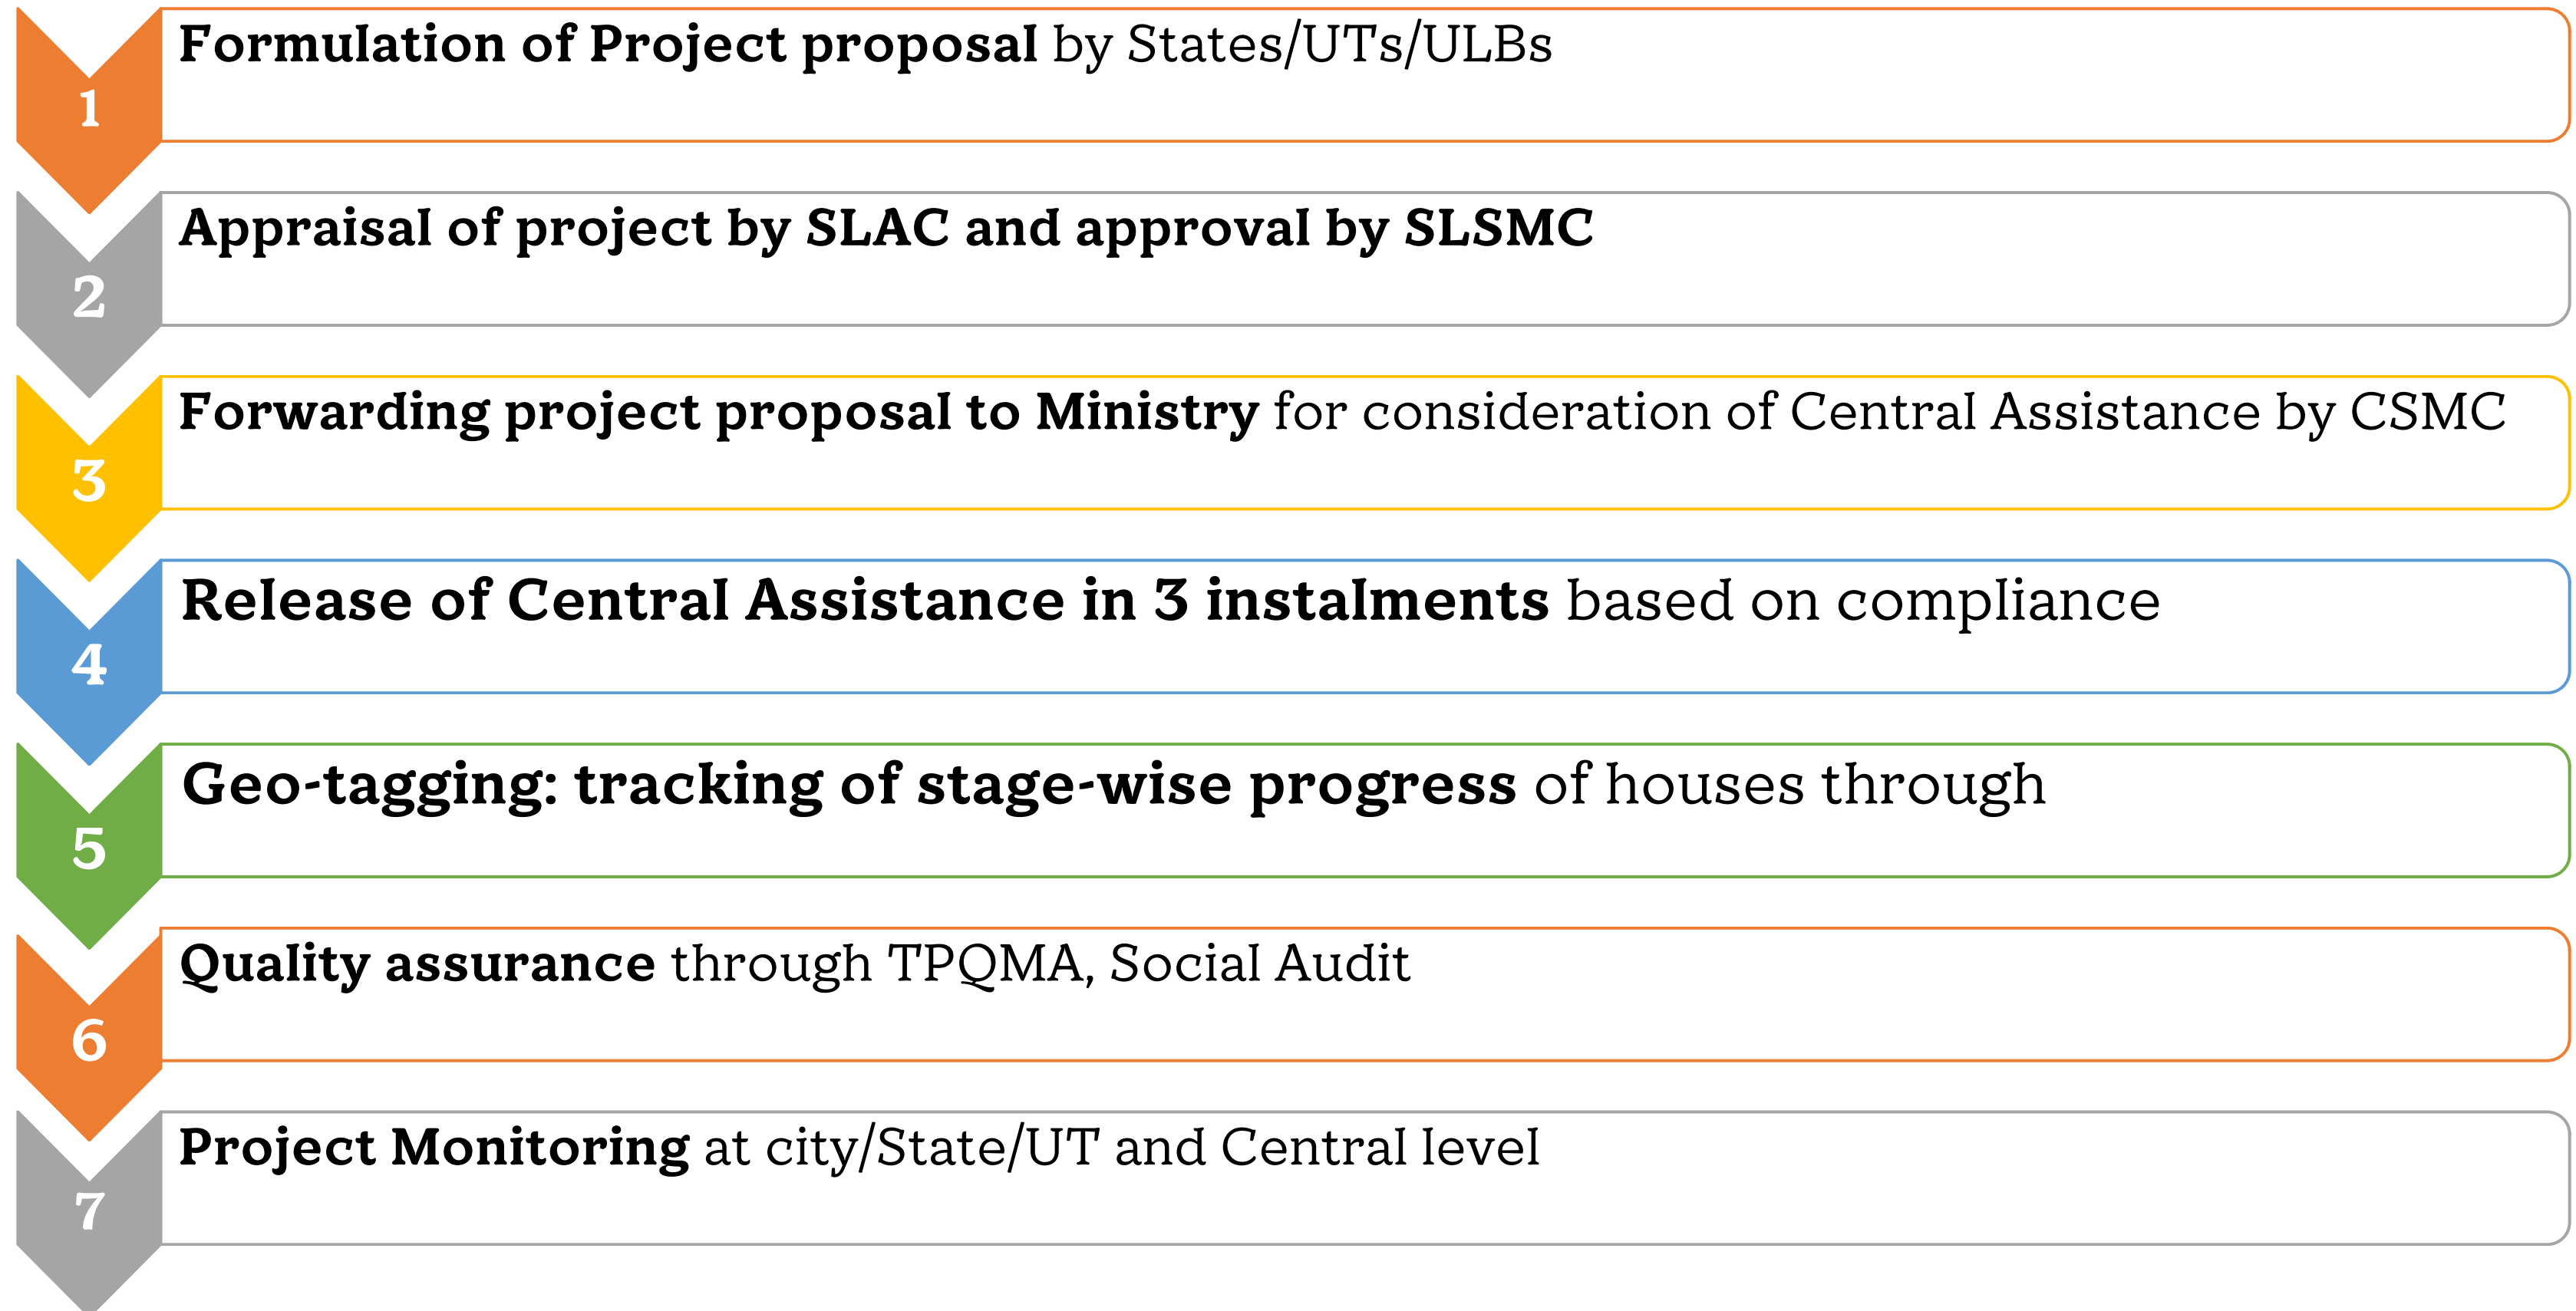 1
Formulation of Project proposal by States/UTs/ULBs
2
Appraisal of project by SLAC and approval by SLSMC
3
Forwarding project proposal to Ministry for consideration of Central Assistance by CSMC
4
Release of Central Assistance in 3 instalments based on compliance
5
Geo-tagging: tracking of stage-wise progress of houses through
6
Quality assurance through TPQMA, Social Audit
7
Project Monitoring at city/State/UT and Central level